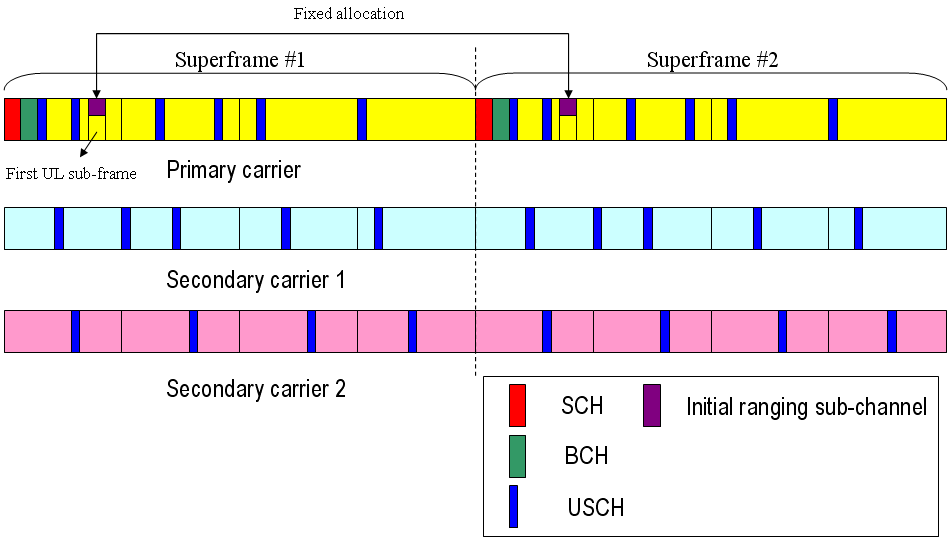 Fixed allocation
Superframe #1
Superframe #2
First UL sub-frame
Primary carrier
Secondary carrier 1
Secondary carrier 2
SCH
Initial ranging sub-channel
BCH
USCH